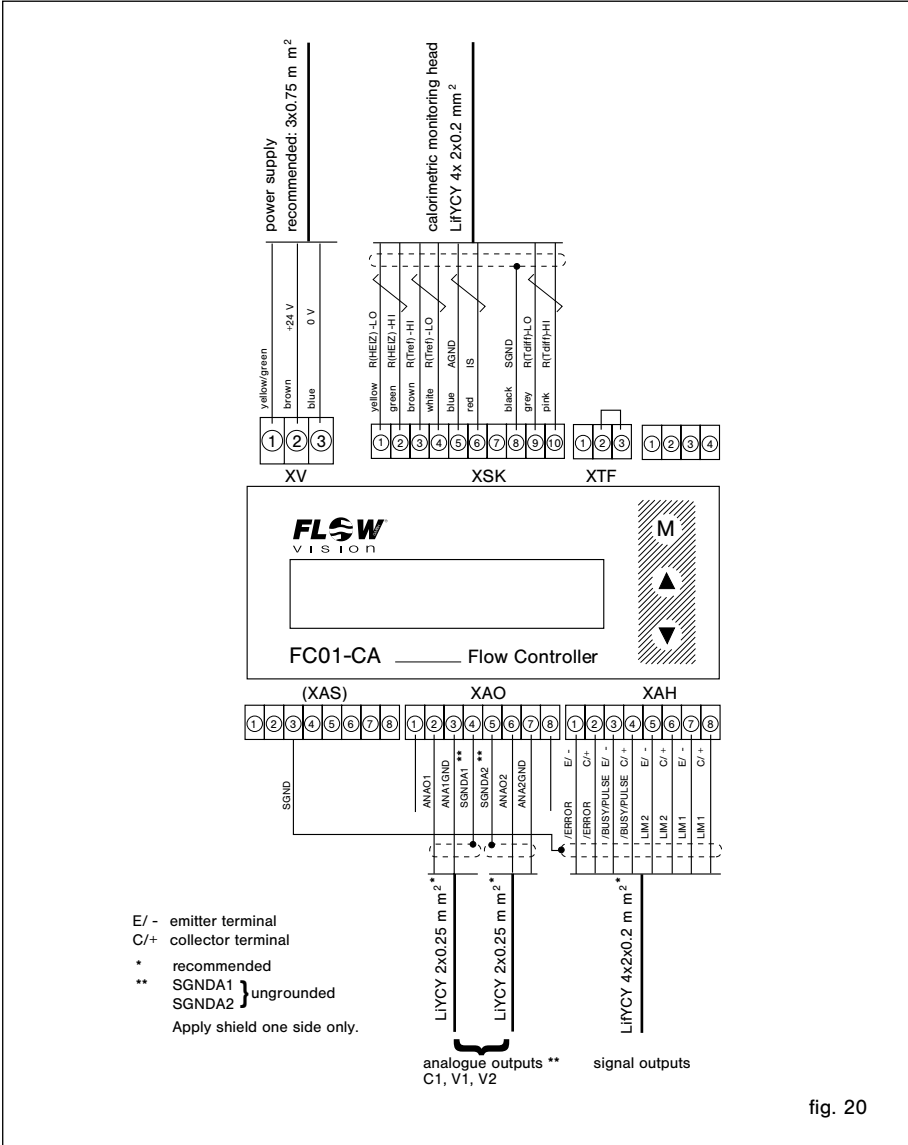 power supply
recommended: 3x0.75 m m²
calorimetric monitoring head
LifYCY 4x 2x0.2 mm²
yellow/green
brown +24 V
blue 0 V
yellow R(HEIZ) -LO
green R(HEIZ) -HI
brown R(Tref) -HI
white R(Tref) -LO
blue AGND
red IS
black SGND
grey R(Tdiff)-LO
pink R(Tdiff)-HI
1 2 3
1 2 3 4 5 6 7 8 9 10
1 2 3
1 2 3 4
XV XSK XTF
FLOW
vision
M
FC01-CA Flow Controller
(XAS) XAO XAH
1 2 3 4 5 6 7 8
1 2 3 4 5 6 7 8
1 2 3 4 5 6 7 8
SGND
ANAO1
ANA1GND
SGNDA1 **
SGNDA2 **
ANAO2
ANA2GND
/ERROR E/ -
/ERROR C/+
/BUSY/PULSE E/ -
/BUSY/PULSE C/+
LIM2 E/ -
LIM2 C/+
LIM1 E/ -
LIM1 C/+
LiYCY 2x0.25 m m²*
LiYCY 2x0.25 m m²*
LifYCY 4x2x0.2 m m²*
E/ - emitter terminal
C/+ collector terminal
* recommended
** SGNDA1
SGNDA2 } ungrounded
Apply shield one side only.
analogue outputs **
C1, V1, V2
signal outputs
fig. 20